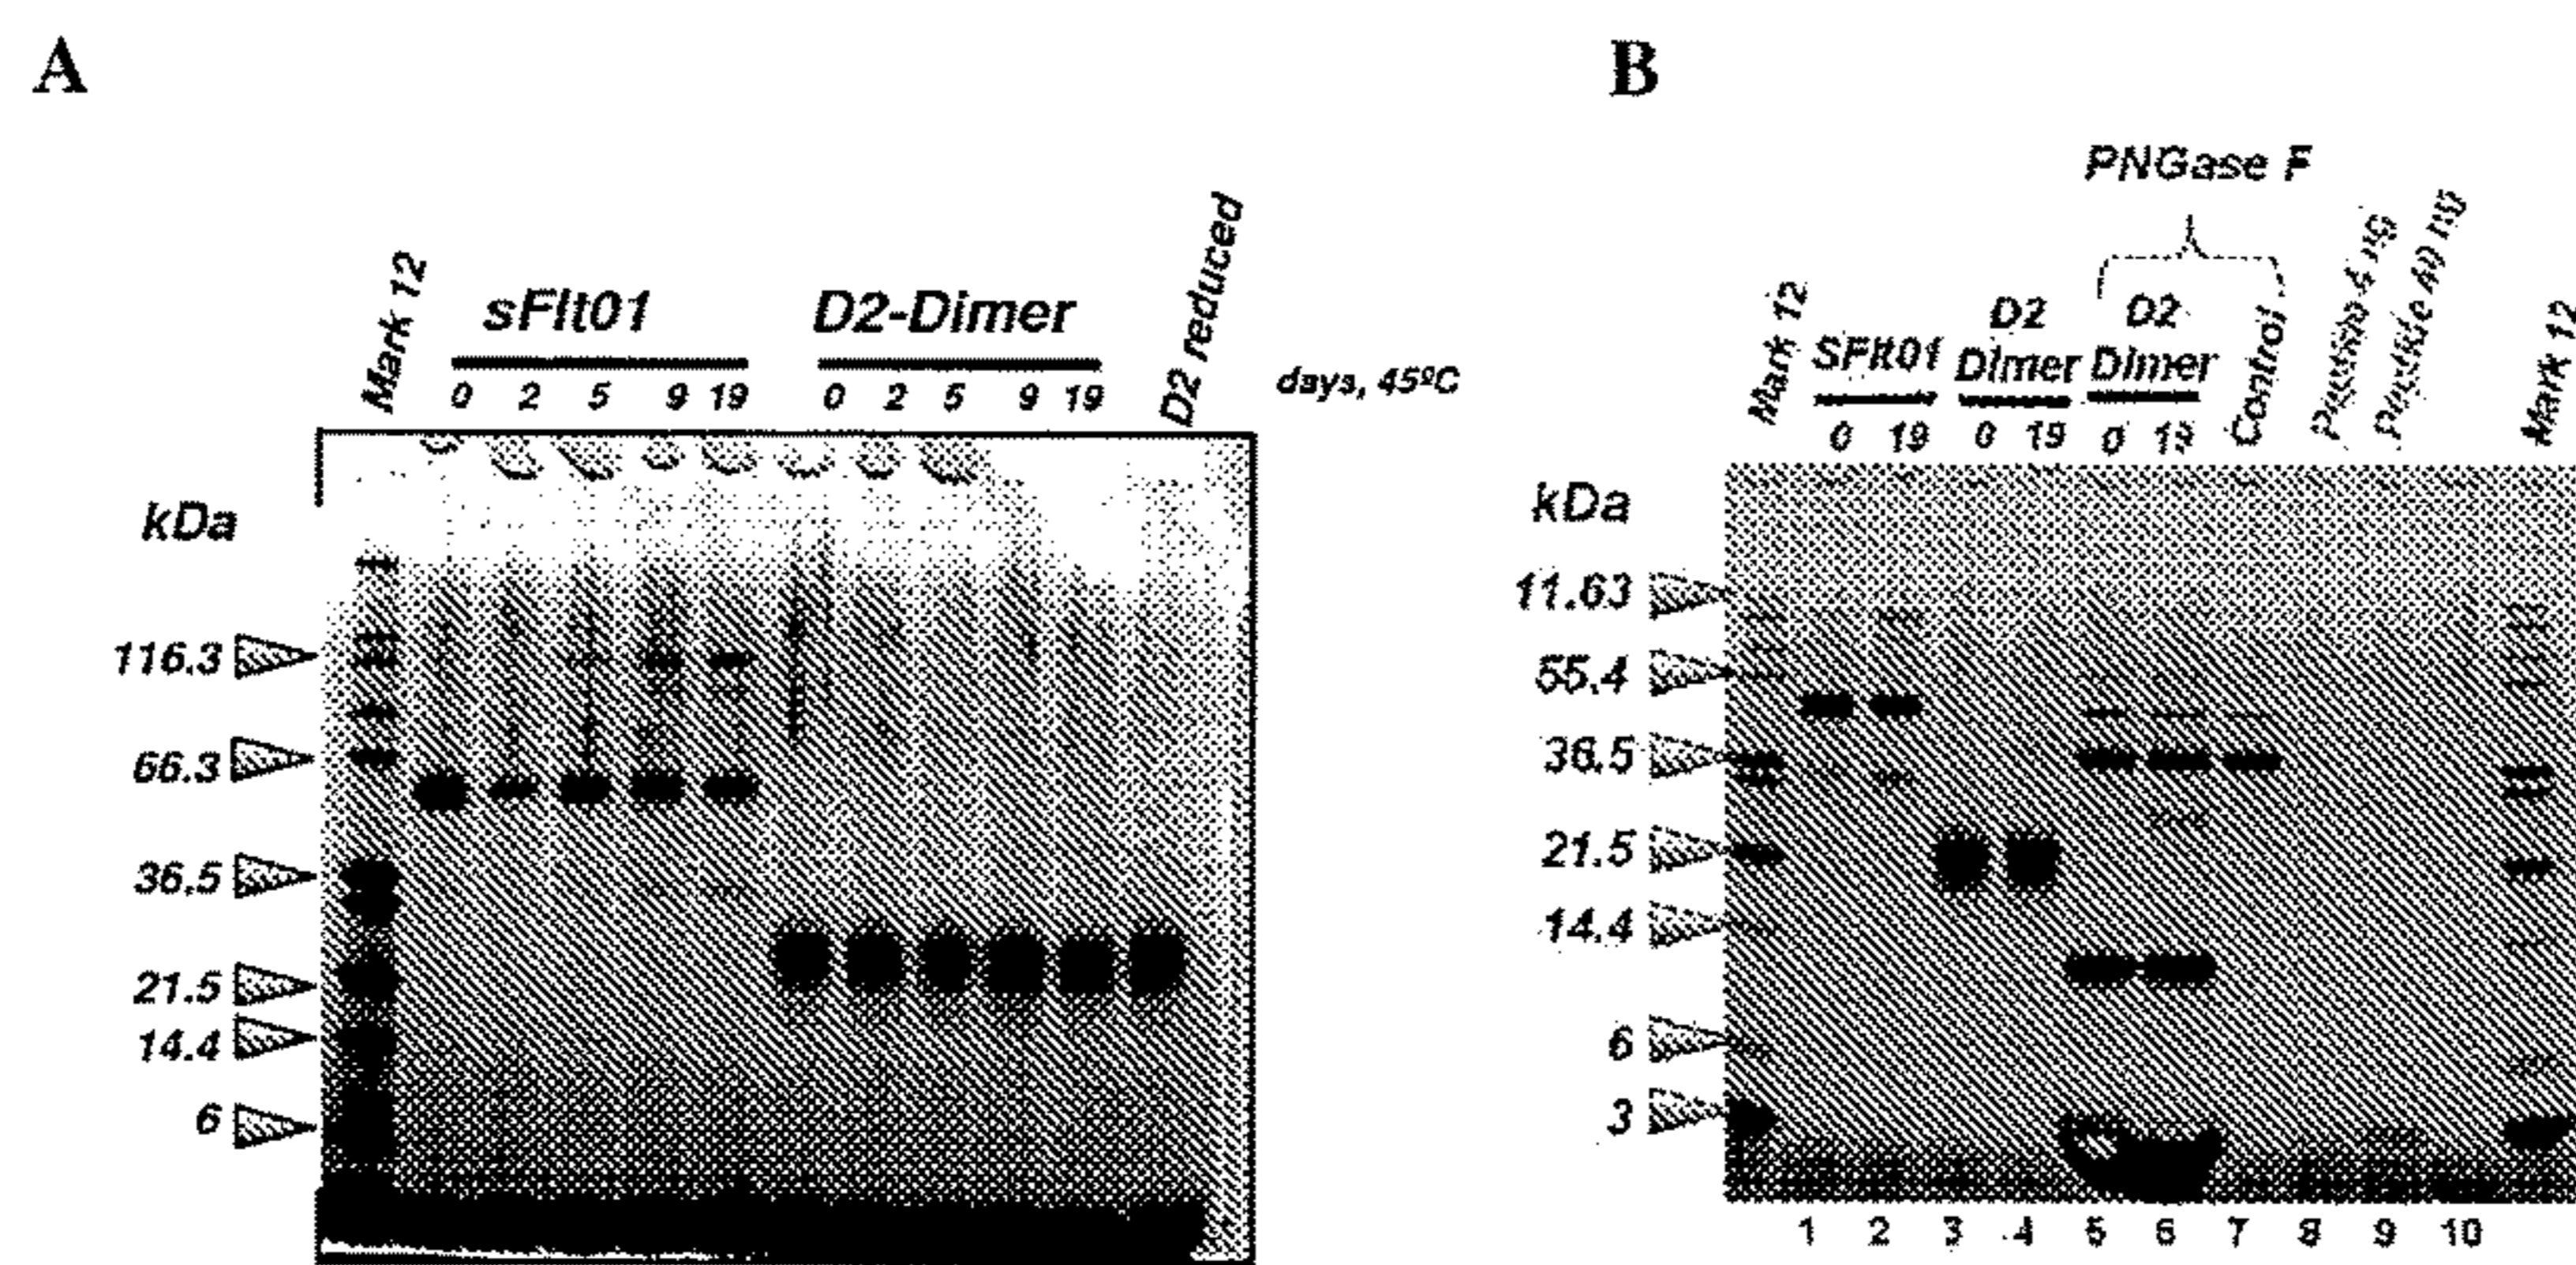 A
Mark 12
sFlt01
D2-Dimer
D2 reduced
0 2 5 9 19 0 2 5 9 19
days, 45ºC
kDa
116.3
66.3
36.5
21.5
14.4
6
B
PNGase F
Mark 12
SFlt01
D2
Dimer
D2
Dimer
Control
Peptide 40 ng
Mark 12
0 19 0 19 0 19
kDa
11.63
55.4
36.5
21.5
14.4
6
3
1 2 3 4 5 6 7 8 9 10